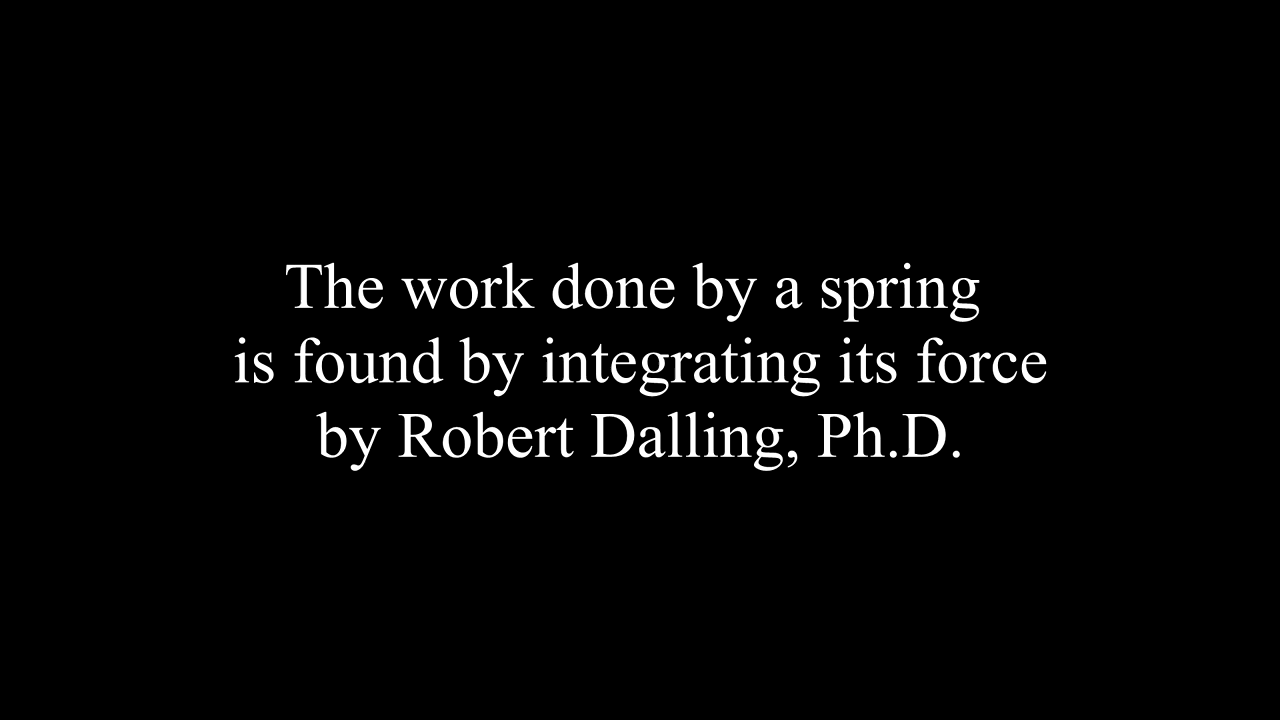 The work done by a spring
is found by integrating its force
by Robert Dalling, Ph.D.